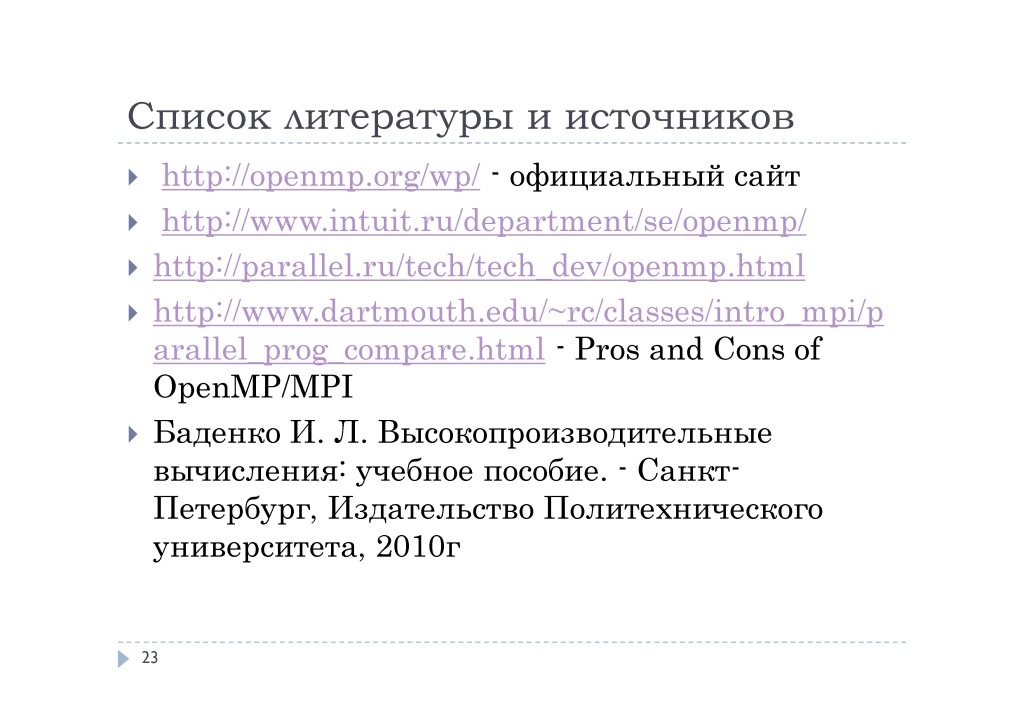 Список литературы и источников
http://openmp.org/wp/ - официальный сайт
http://www.intuit.ru/department/se/openmp/
http://parallel.ru/tech/tech_dev/openmp.html
http://www.dartmouth.edu/~rc/classes/intro_mpi/p
arallel_prog_compare.html - Pros and Cons of
OpenMP/MPI
Баденко И. Л. Высокопроизводительные
вычисления: учебное пособие. - Санкт-
Петербург, Издательство Политехнического
университета, 2010г
23